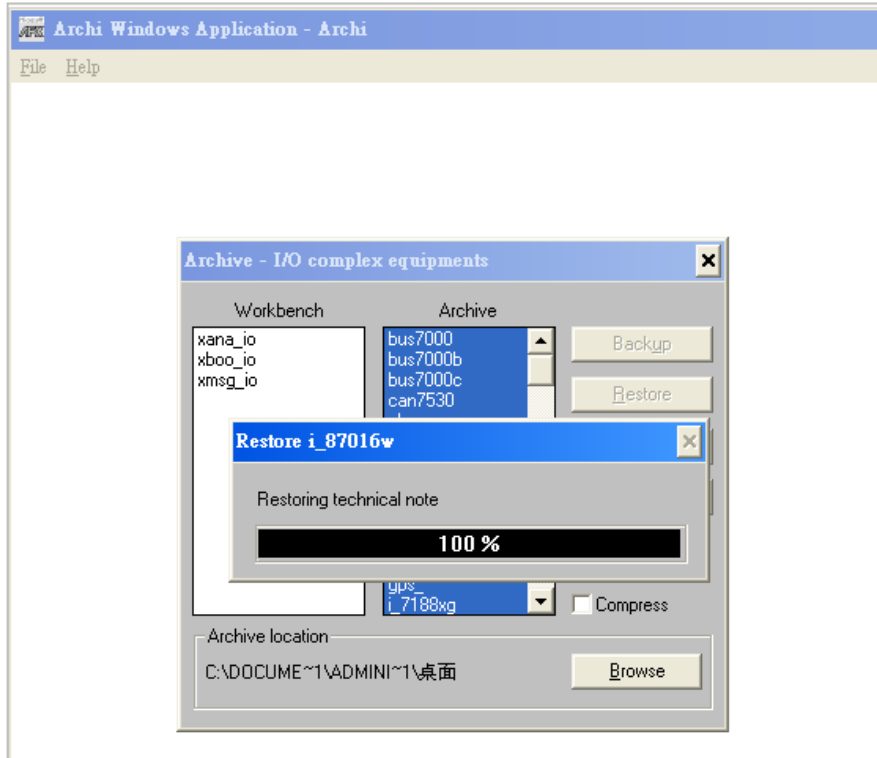 Archi Windows Application - Archi
File Help
Archive - I/O complex equipments
Workbench Archive
xana_io
xboo_io
xmsg_io
bus7000
bus7000b
bus7000c
can7530
Backup
Restore
Restore i_87016w
Restoring technical note
100 %
gps_
i_7188xg
Compress
Archive location
C:\DOCUME~1\ADMINI~1\桌面
Browse